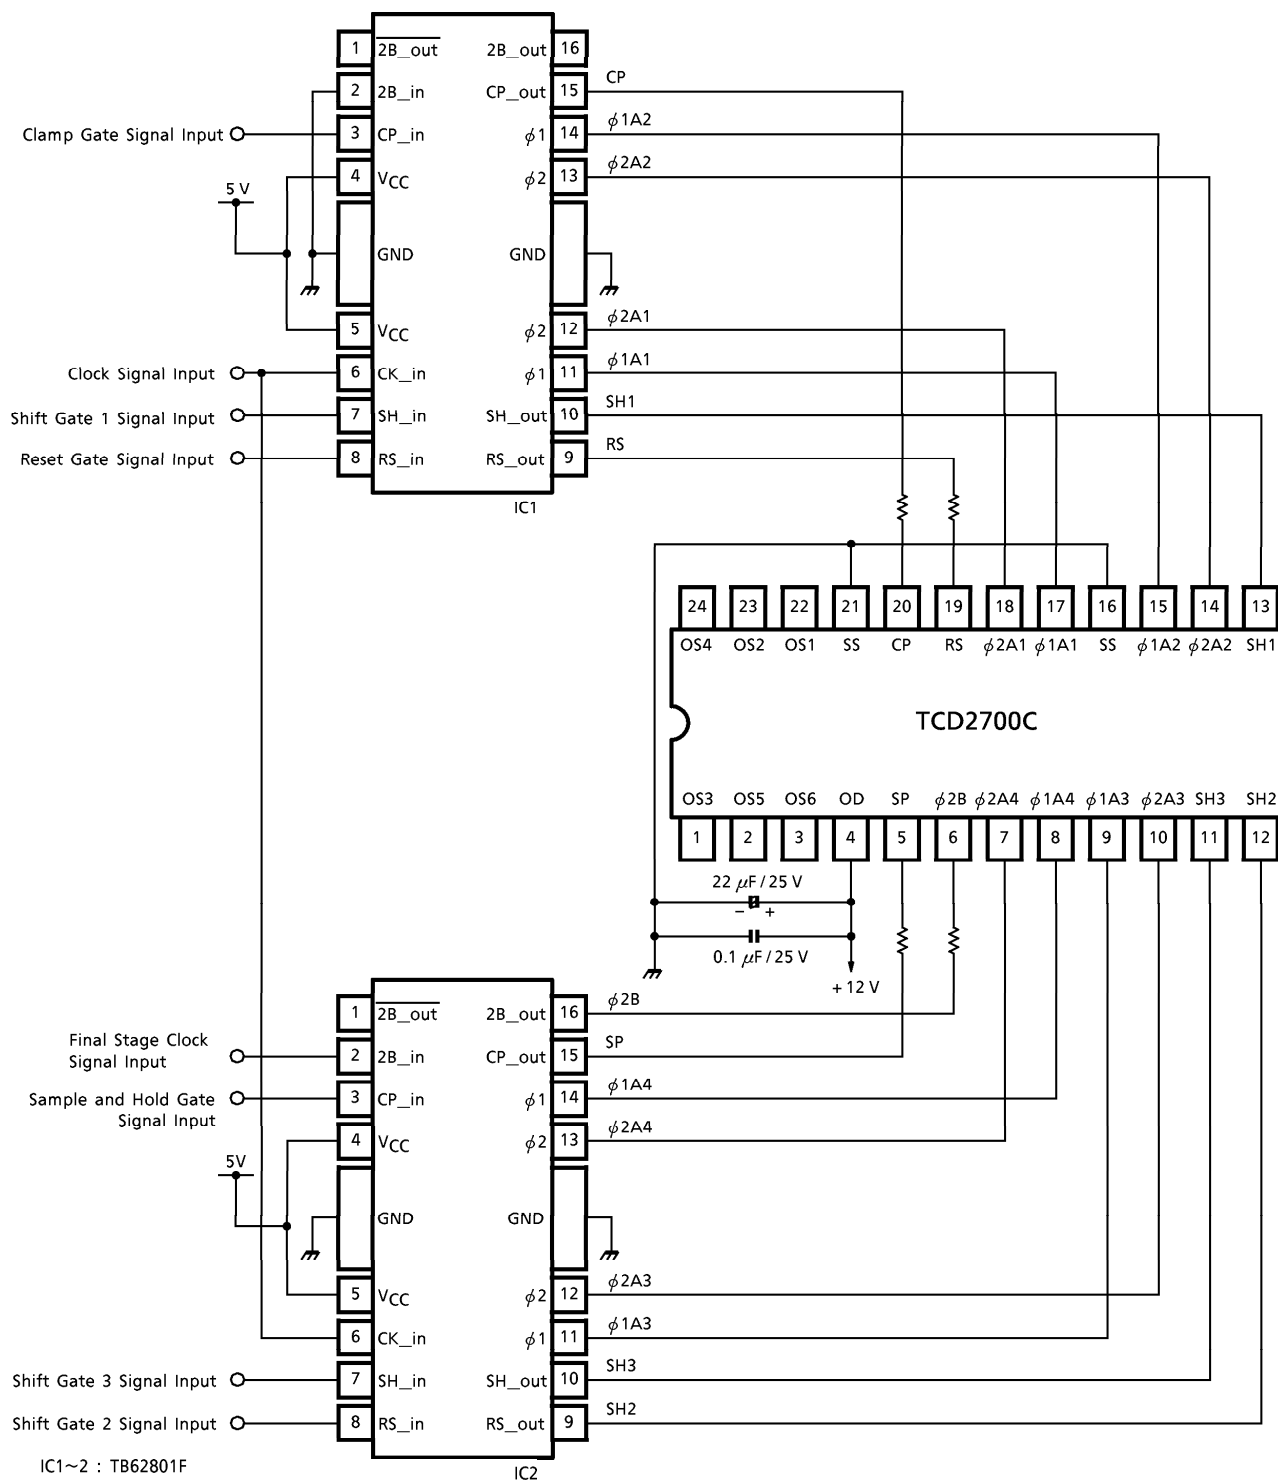 1 2B_out 2B_out 16
2 2B_in CP_out 15 CP
Clamp Gate Signal Input 3 CP_in φ1 14 φ1A2
4 VCC φ2 13 φ2A2
5 V
GND GND
5 VCC φ2 12 φ2A1
Clock Signal Input 6 CK_in φ1 11 φ1A1
Shift Gate 1 Signal Input 7 SH_in SH_out 10 SH1
Reset Gate Signal Input 8 RS_in RS_out 9 RS
IC1
24 23 22 21 20 19 18 17 16 15 14 13
OS4 OS2 OS1 SS CP RS φ2A1 φ1A1 SS φ1A2 φ2A2 SH1
TCD2700C
OS3 OS5 OS6 OD SP φ2B φ2A4 φ1A4 φ1A3 φ2A3 SH3 SH2
1 2 3 4 5 6 7 8 9 10 11 12
22 μF/25 V
− +
0.1 μF/25 V
+12 V
1 2B_out 2B_out 16 φ2B
Final Stage Clock
Signal Input 2 2B_in CP_out 15 SP
Sample and Hold Gate
Signal Input 3 CP_in φ1 14 φ1A4
4 VCC φ2 13 φ2A4
5V
GND GND
5 VCC φ2 12 φ2A3
6 CK_in φ1 11 φ1A3
Shift Gate 3 Signal Input 7 SH_in SH_out 10 SH3
Shift Gate 2 Signal Input 8 RS_in RS_out 9 SH2
IC1~2 : TB62801F
IC2